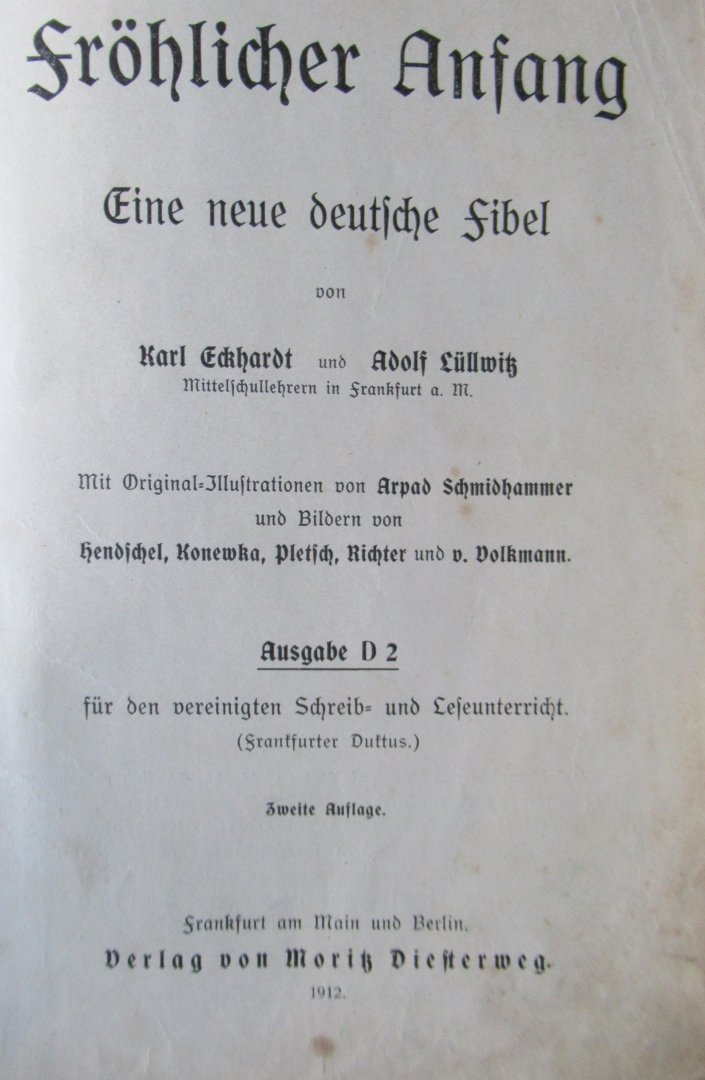 Fröhlicher Anfang
Eine neue deutſche Fibel
von
Karl Eckhardt und Adolf Lüllwitz
Mittelſchullehrern in Frankfurt a. M.
Mit Original-Illuſtrationen von Arpad Schmidhammer
und Bildern von
Hendſchel, Konewka, Pletſch, Richter und v. Volkmann.
Ausgabe D 2
für den vereinigten Schreib- und Leſeunterricht.
(Frankfurter Duktus.)
Zweite Auflage.
Frankfurt am Main und Berlin.
Verlag von Moritz Dieſterweg.
1912.